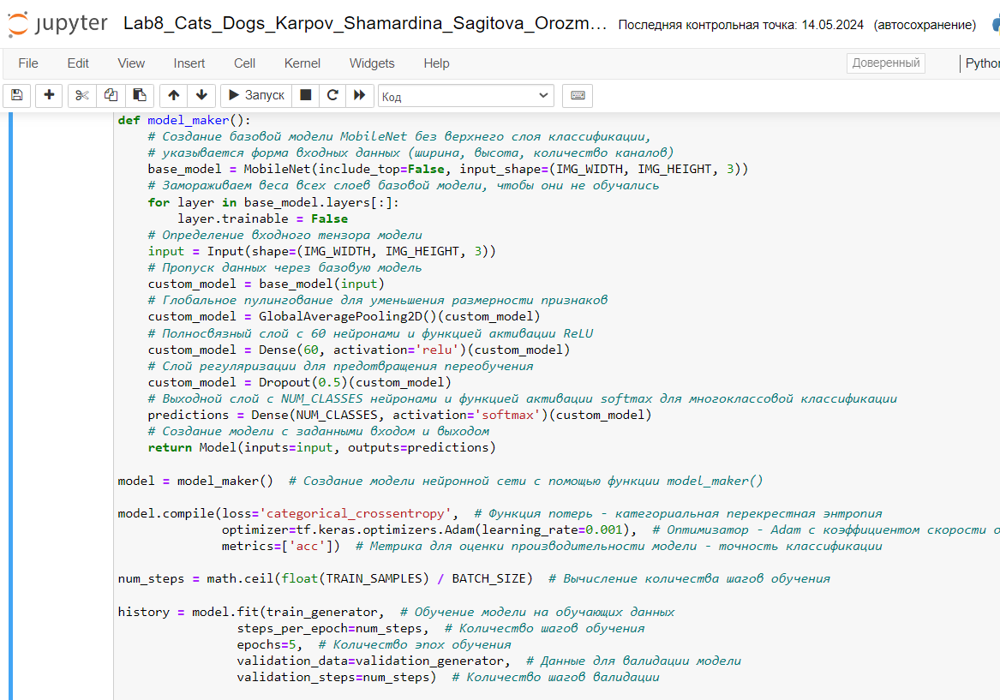 jupyter Lab8_Cats_Dogs_Karpov_Shamardina_Sagitova_Orozm... Последняя контрольная точка: 14.05.2024 (автосохранение)
File Edit View Insert Cell Kernel Widgets Help Доверенный Python
Запуск Код
def model_maker():
    # Создание базовой модели MobileNet без верхнего слоя классификации,
    # указывается форма входных данных (ширина, высота, количество каналов)
    base_model = MobileNet(include_top=False, input_shape=(IMG_WIDTH, IMG_HEIGHT, 3))
    # Замораживаем веса всех слоев базовой модели, чтобы они не обучались
    for layer in base_model.layers[:]:
        layer.trainable = False
    # Определение входного тензора модели
    input = Input(shape=(IMG_WIDTH, IMG_HEIGHT, 3))
    # Пропуск данных через базовую модель
    custom_model = base_model(input)
    # Глобальное пулингование для уменьшения размерности признаков
    custom_model = GlobalAveragePooling2D()(custom_model)
    # Полносвязный слой с 60 нейронами и функцией активации ReLU
    custom_model = Dense(60, activation='relu')(custom_model)
    # Слой регуляризации для предотвращения переобучения
    custom_model = Dropout(0.5)(custom_model)
    # Выходной слой с NUM_CLASSES нейронами и функцией активации softmax для многоклассовой классификации
    predictions = Dense(NUM_CLASSES, activation='softmax')(custom_model)
    # Создание модели с заданными входом и выходом
    return Model(inputs=input, outputs=predictions)
model = model_maker()  # Создание модели нейронной сети с помощью функции model_maker()
model.compile(loss='categorical_crossentropy',  # Функция потерь - категориальная перекрестная энтропия
              optimizer=tf.keras.optimizers.Adam(learning_rate=0.001),  # Оптимизатор - Adam с коэффициентом скорости о
              metrics=['acc'])  # Метрика для оценки производительности модели - точность классификации
num_steps = math.ceil(float(TRAIN_SAMPLES) / BATCH_SIZE)  # Вычисление количества шагов обучения
history = model.fit(train_generator,  # Обучение модели на обучающих данных
                steps_per_epoch=num_steps,  # Количество шагов обучения
                epochs=5,  # Количество эпох обучения
                validation_data=validation_generator,  # Данные для валидации модели
                validation_steps=num_steps)  # Количество шагов валидации